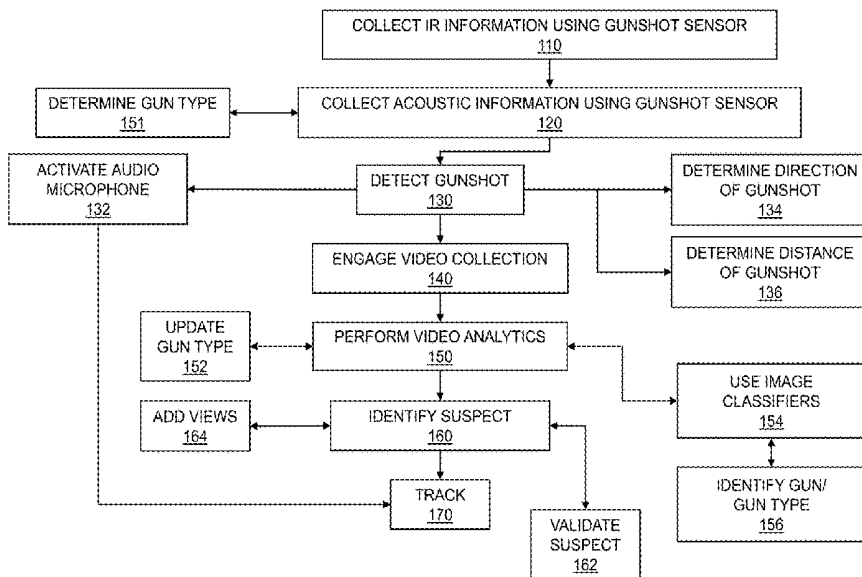 COLLECT IR INFORMATION USING GUNSHOT SENSOR
110
DETERMINE GUN TYPE
151
COLLECT ACOUSTIC INFORMATION USING GUNSHOT SENSOR
120
ACTIVATE AUDIO
MICROPHONE
132
DETECT GUNSHOT
130
DETERMINE DIRECTION
OF GUNSHOT
134
ENGAGE VIDEO COLLECTION
140
DETERMINE DISTANCE
OF GUNSHOT
136
UPDATE
GUN TYPE
152
PERFORM VIDEO ANALYTICS
150
USE IMAGE
CLASSIFIERS
154
ADD VIEWS
164
IDENTIFY SUSPECT
160
IDENTIFY GUN/
GUN TYPE
156
TRACK
170
VALIDATE
SUSPECT
162